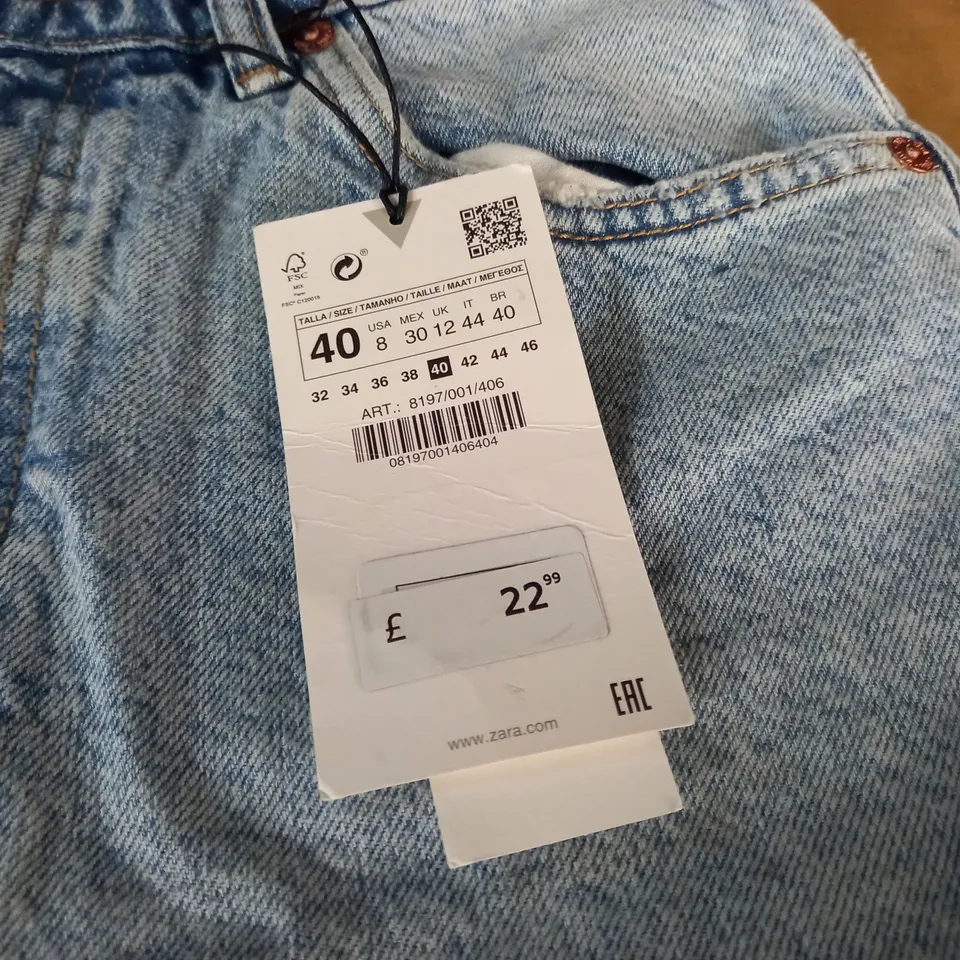 FSC
MIX
Paper
FSC® C120015
®
TALLA / SIZE / TAMANHO / TAILLE / MAAT / ΜΕΓΕΘΟΣ
40 USA 8 MEX 30 UK 12 IT 44 BR 40
32 34 36 38 40 42 44 46
ART.: 8197/001/406
08197001406404
£ 22⁹⁹
EAC
www.zara.com